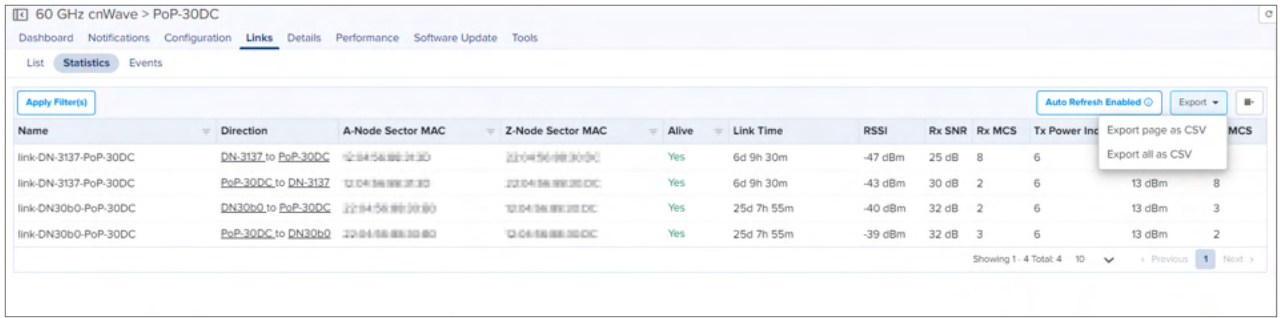 60 GHz cnWave > PoP-30DC
Dashboard Notifications Configuration Links Details Performance Software Update Tools
List Statistics Events
Apply Filter(s) Auto Refresh Enabled Export
Name Direction A-Node Sector MAC Z-Node Sector MAC Alive Link Time RSSI Rx SNR Rx MCS Tx Power Ind MCS
Export page as CSV
Export all as CSV
link-DN-3137-PoP-30DC DN-3137 to PoP-30DC Yes 6d 9h 30m -47 dBm 25 dB 8 6
link-DN-3137-PoP-30DC PoP-30DC to DN-3137 Yes 6d 9h 30m -43 dBm 30 dB 2 6 13 dBm 8
link-DN30b0-PoP-30DC DN30b0 to PoP-30DC Yes 25d 7h 55m -40 dBm 32 dB 2 6 13 dBm 3
link-DN30b0-PoP-30DC PoP-30DC to DN30b0 Yes 25d 7h 55m -39 dBm 32 dB 3 6 13 dBm 2
Showing 1 - 4 Total: 4 10 < Previous 1 Next >